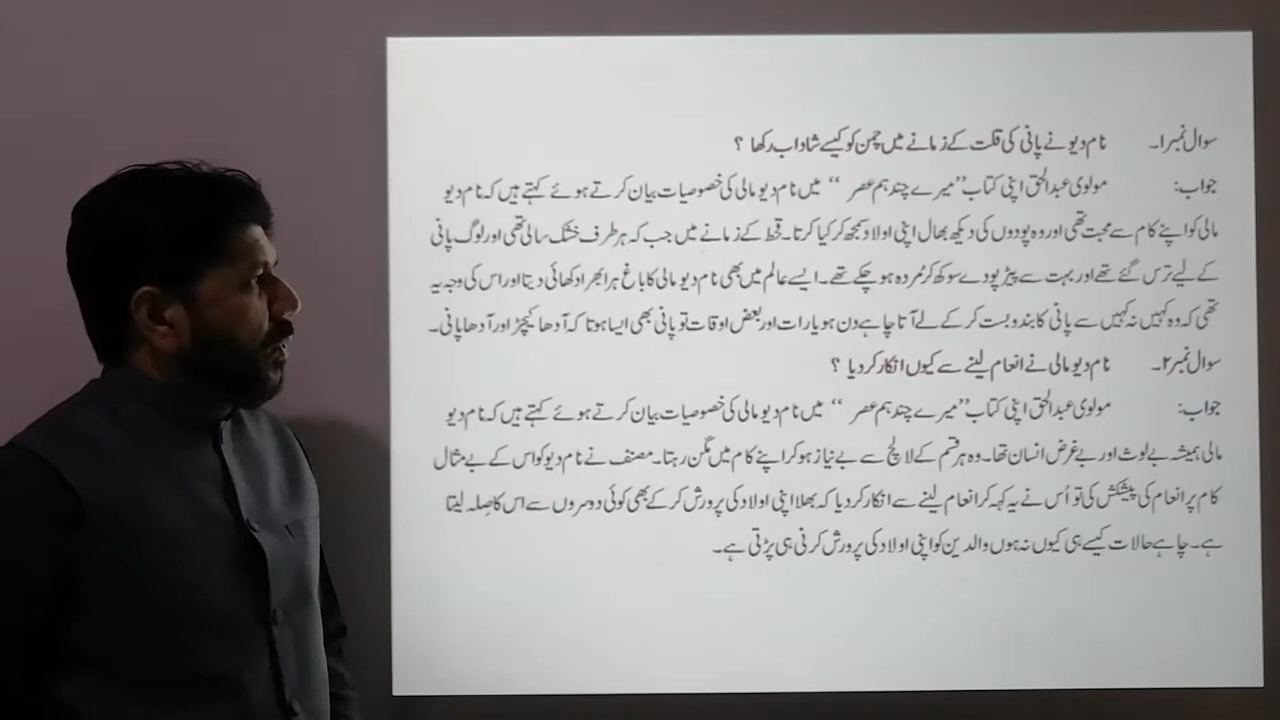 سوال نمبر ۱۔ نام دیو نے پانی کی قلت کے زمانے میں چمن کو کیسے شاداب رکھا ؟
جواب: مولوی عبدالحق اپنی کتاب ’’میرے چند ہم عصر ‘‘ میں نام دیو مالی کی خصوصیات بیان کرتے ہوئے کہتے ہیں کہ نام دیو
مالی کو اپنے کام سے محبت تھی اور وہ پودوں کی دیکھ بھال اپنی اولاد سمجھ کر کیا کرتا۔ قحط کے زمانے میں جب کہ ہر طرف خشک سالی تھی اور لوگ پانی
کے لیے ترس گئے تھے اور بہت سے پیڑ پودے سوکھ کر مُردہ ہو چکے تھے۔ ایسے عالم میں بھی نام دیو مالی کا باغ ہرا بھرا دکھائی دیتا اور اس کی وجہ یہ
تھی کہ وہ کہیں نہ کہیں سے پانی کا بندوبست کر کے لے آتا چاہے دن ہو یا رات اور بعض اوقات تو پانی بھی ایسا ہوتا کہ آدھا کیچڑ اور آدھا پانی۔
سوال نمبر ۲۔ نام دیو مالی نے انعام لینے سے کیوں انکار کر دیا ؟
جواب: مولوی عبدالحق اپنی کتاب ’’میرے چند ہم عصر ‘‘ میں نام دیو مالی کی خصوصیات بیان کرتے ہوئے کہتے ہیں کہ نام دیو
مالی ہمیشہ بے لوث اور بے غرض انسان تھا۔ وہ ہر قسم کے لالچ سے بے نیاز ہو کر اپنے کام میں مگن رہتا۔ مصنف نے نام دیو کو اس کے بے مثال
کام پر انعام کی پیشکش کی تو اُس نے یہ کہہ کر انعام لینے سے انکار کر دیا کہ بھلا اپنی اولاد کی پرورش کر کے بھی کوئی دوسروں سے اس کا صِلہ لیتا
ہے۔ چاہے حالات کیسے ہی کیوں نہ ہوں والدین کو اپنی اولاد کی پرورش کرنی ہی پڑتی ہے۔